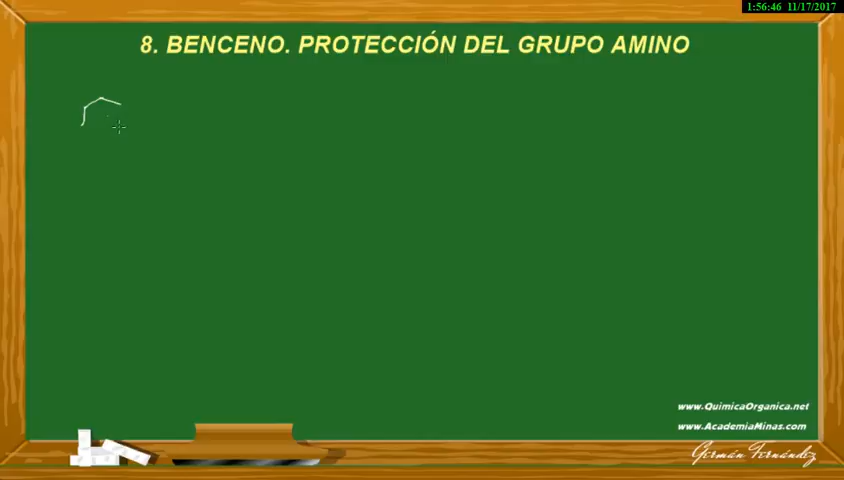 1:56:46 11/17/2017
8. BENCENO. PROTECCIÓN DEL GRUPO AMINO
www.QuimicaOrganica.net
www.AcademiaMinas.com
Germán Fernández